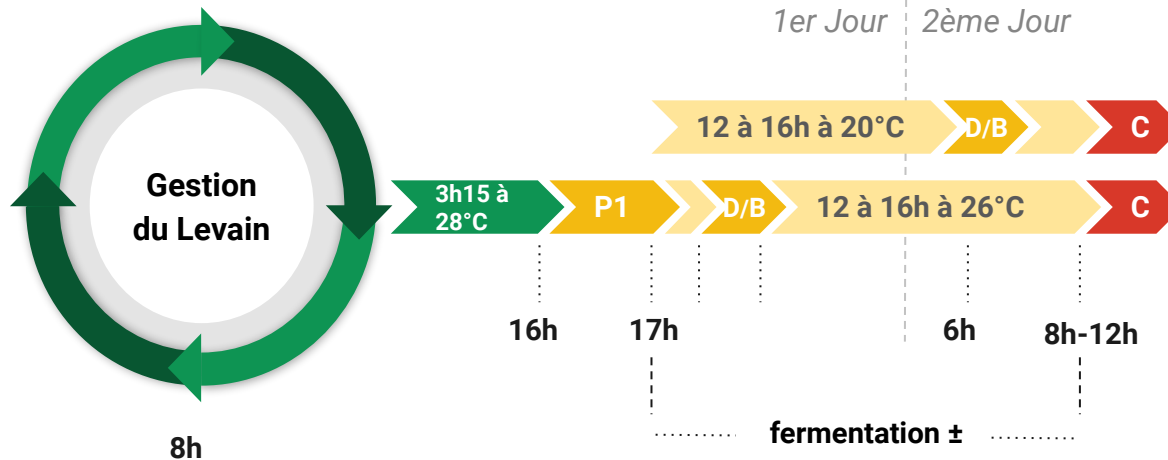 1er Jour
2ème Jour
12 à 16h à 20°C
D/B
C
Gestion
du Levain
3h15 à
28°C
P1
D/B
12 à 16h à 26°C
C
16h
17h
6h
8h-12h
8h
fermentation ±